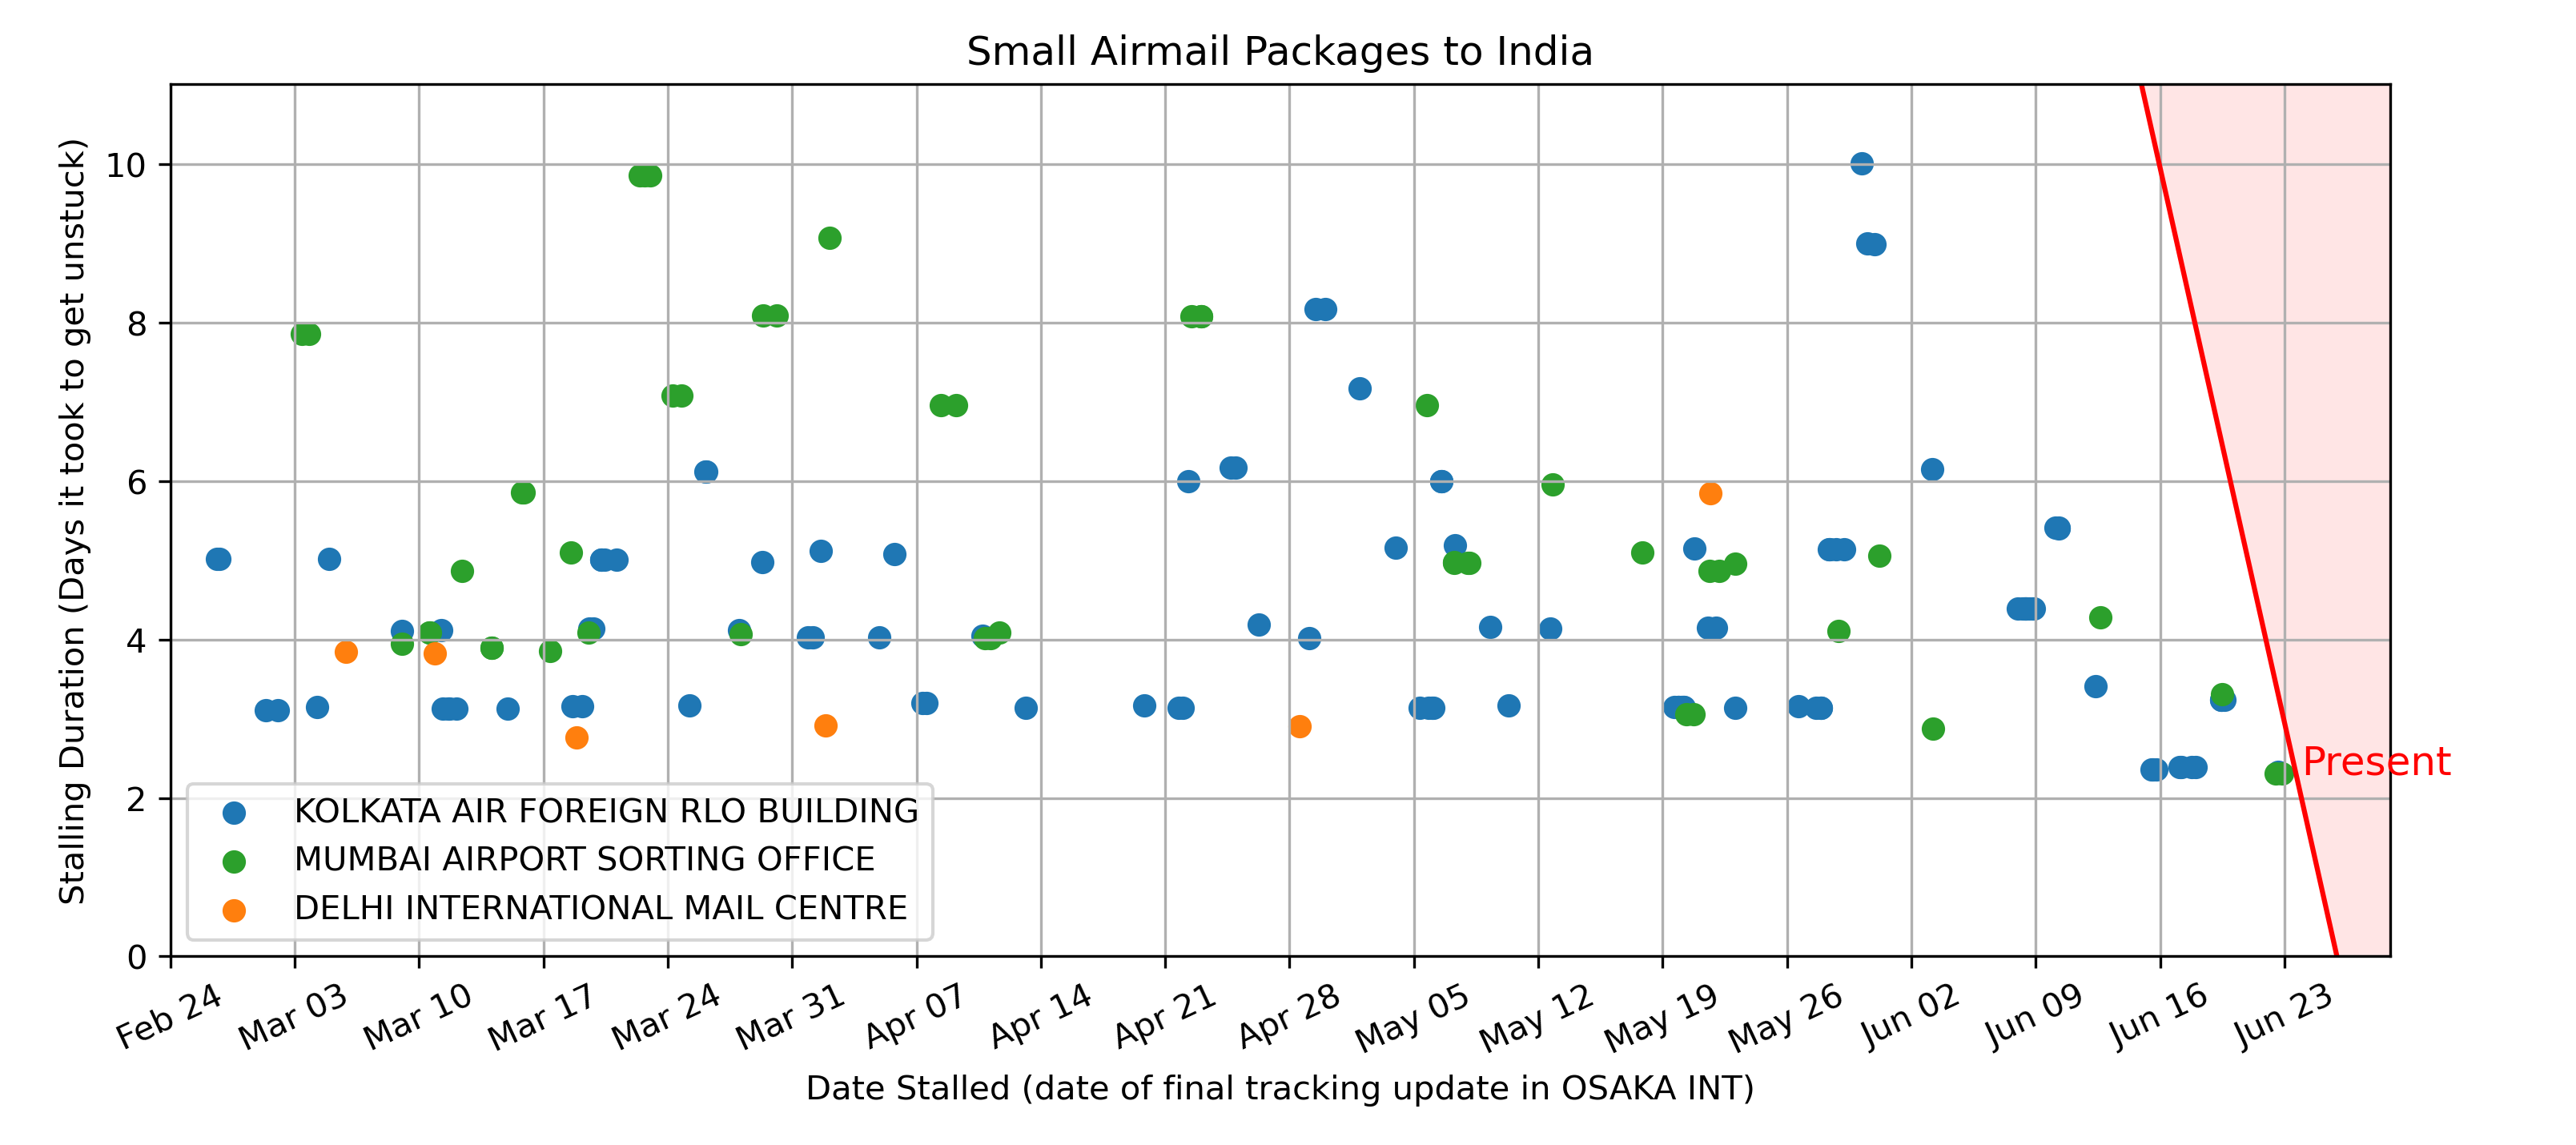 Small Airmail Packages to India
Stalling Duration (Days it took to get unstuck)
10
8
6
4
2
0
Present
KOLKATA AIR FOREIGN RLO BUILDING
MUMBAI AIRPORT SORTING OFFICE
DELHI INTERNATIONAL MAIL CENTRE
Feb 24
Mar 03
Mar 10
Mar 17
Mar 24
Mar 31
Apr 07
Apr 14
Apr 21
Apr 28
May 05
May 12
May 19
May 26
Jun 02
Jun 09
Jun 16
Jun 23
Date Stalled (date of final tracking update in OSAKA INT)